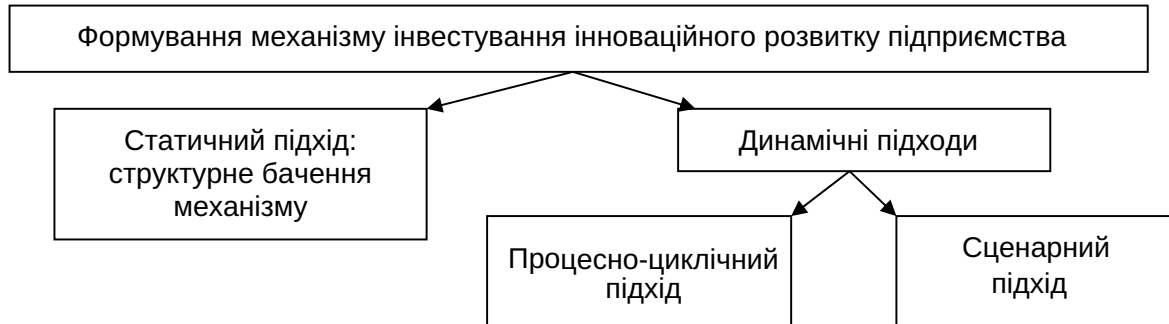 Формування механізму інвестування інноваційного розвитку підприємства
Статичний підхід:
структурне бачення
механізму
Динамічні підходи
Процесно-циклічний
підхід
Сценарний
підхід